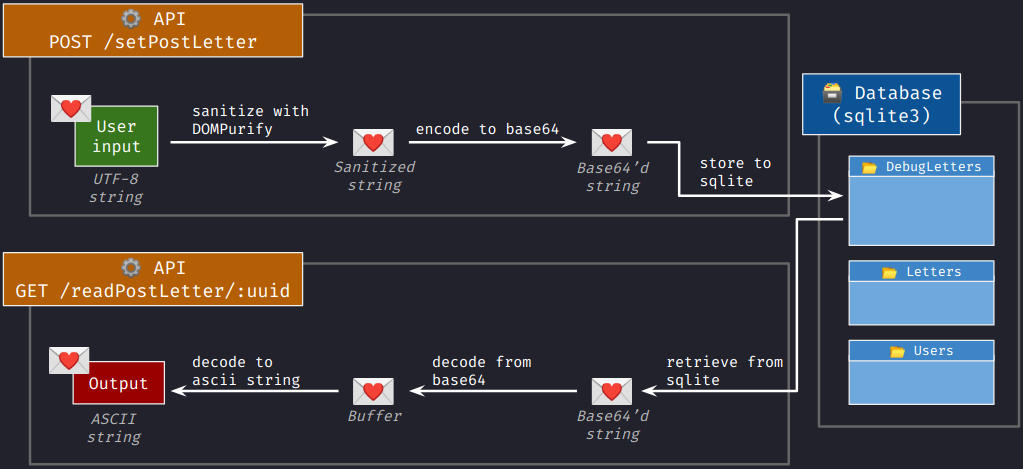 API
POST /setPostLetter
User
input
UTF-8
string
sanitize with
DOMPurify
Sanitized
string
encode to base64
Base64’d
string
store to
sqlite
Database
(sqlite3)
DebugLetters
Letters
Users
API
GET /readPostLetter/:uuid
Output
ASCII
string
decode to
ascii string
Buffer
decode from
base64
Base64’d
string
retrieve from
sqlite